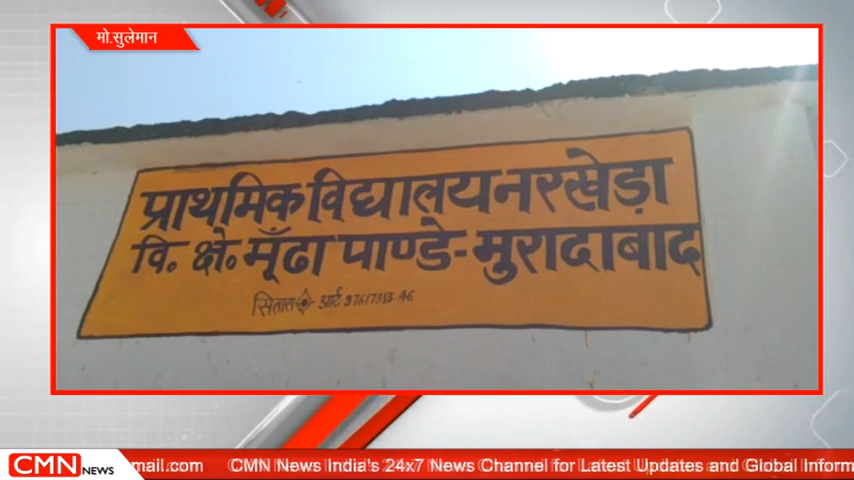 मो.सुलेमान
प्राथमिक विद्यालय नरखेड़ा
वि. क्षे. मूँढा पाण्डे-मुरादाबाद
सितारा आर्ट
CMN NEWS
mail.com CMN News India's 24x7 News Channel for Latest Updates and Global Inform